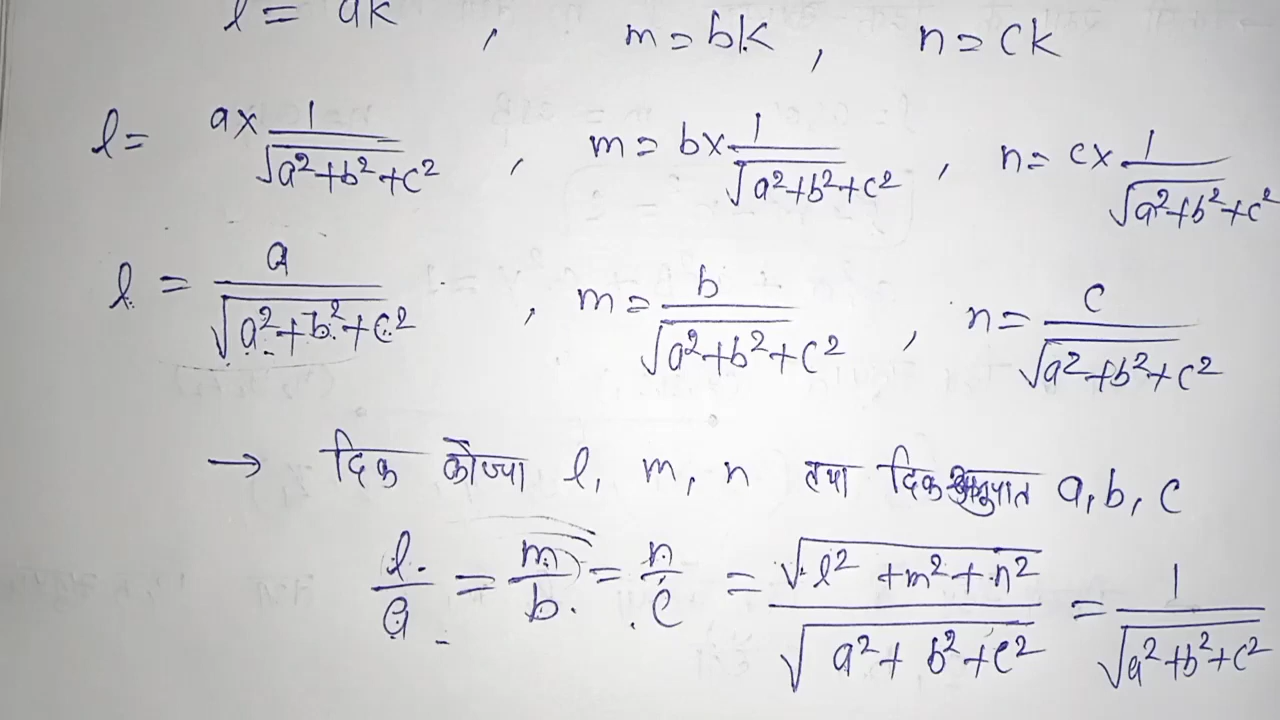 l = ak , m = bk , n = ck
l = a× 1/√a²+b²+c² , m = b× 1/√a²+b²+c² , n = c× 1/√a²+b²+c²
l = a/√a²+b²+c² , m = b/√a²+b²+c² , n = c/√a²+b²+c²
→ दिक कोज्या l, m, n तथा दिक अनुपात a, b, c
l/a = m/b = n/c = √l²+m²+n²/√a²+b²+c² = 1/√a²+b²+c²